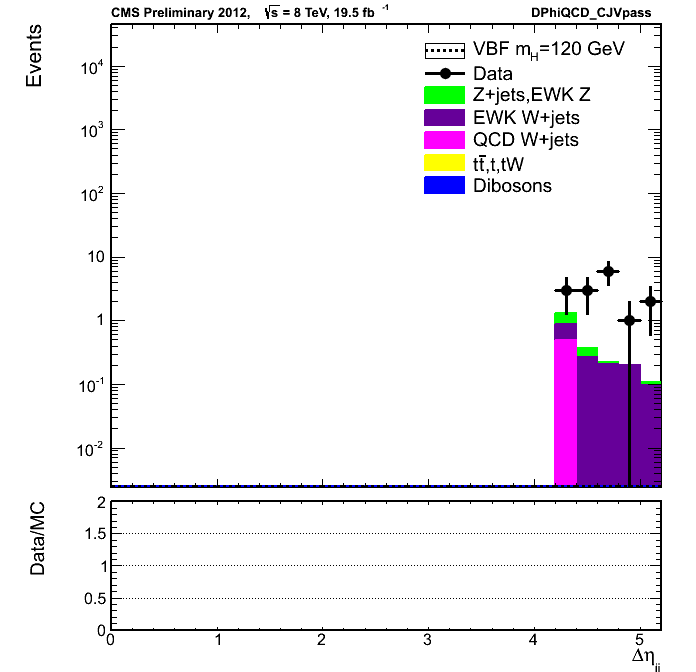 CMS Preliminary 2012, √s = 8 TeV, 19.5 fb⁻¹ DPhiQCD_CJVpass
Events
10⁴
10³
10²
10
1
10⁻¹
10⁻²
VBF m_H=120 GeV
Data
Z+jets,EWK Z
EWK W+jets
QCD W+jets
tt̄,t,tW
Dibosons
Data/MC
2
1.5
1
0.5
0
0 1 2 3 4 5
Δη_jj